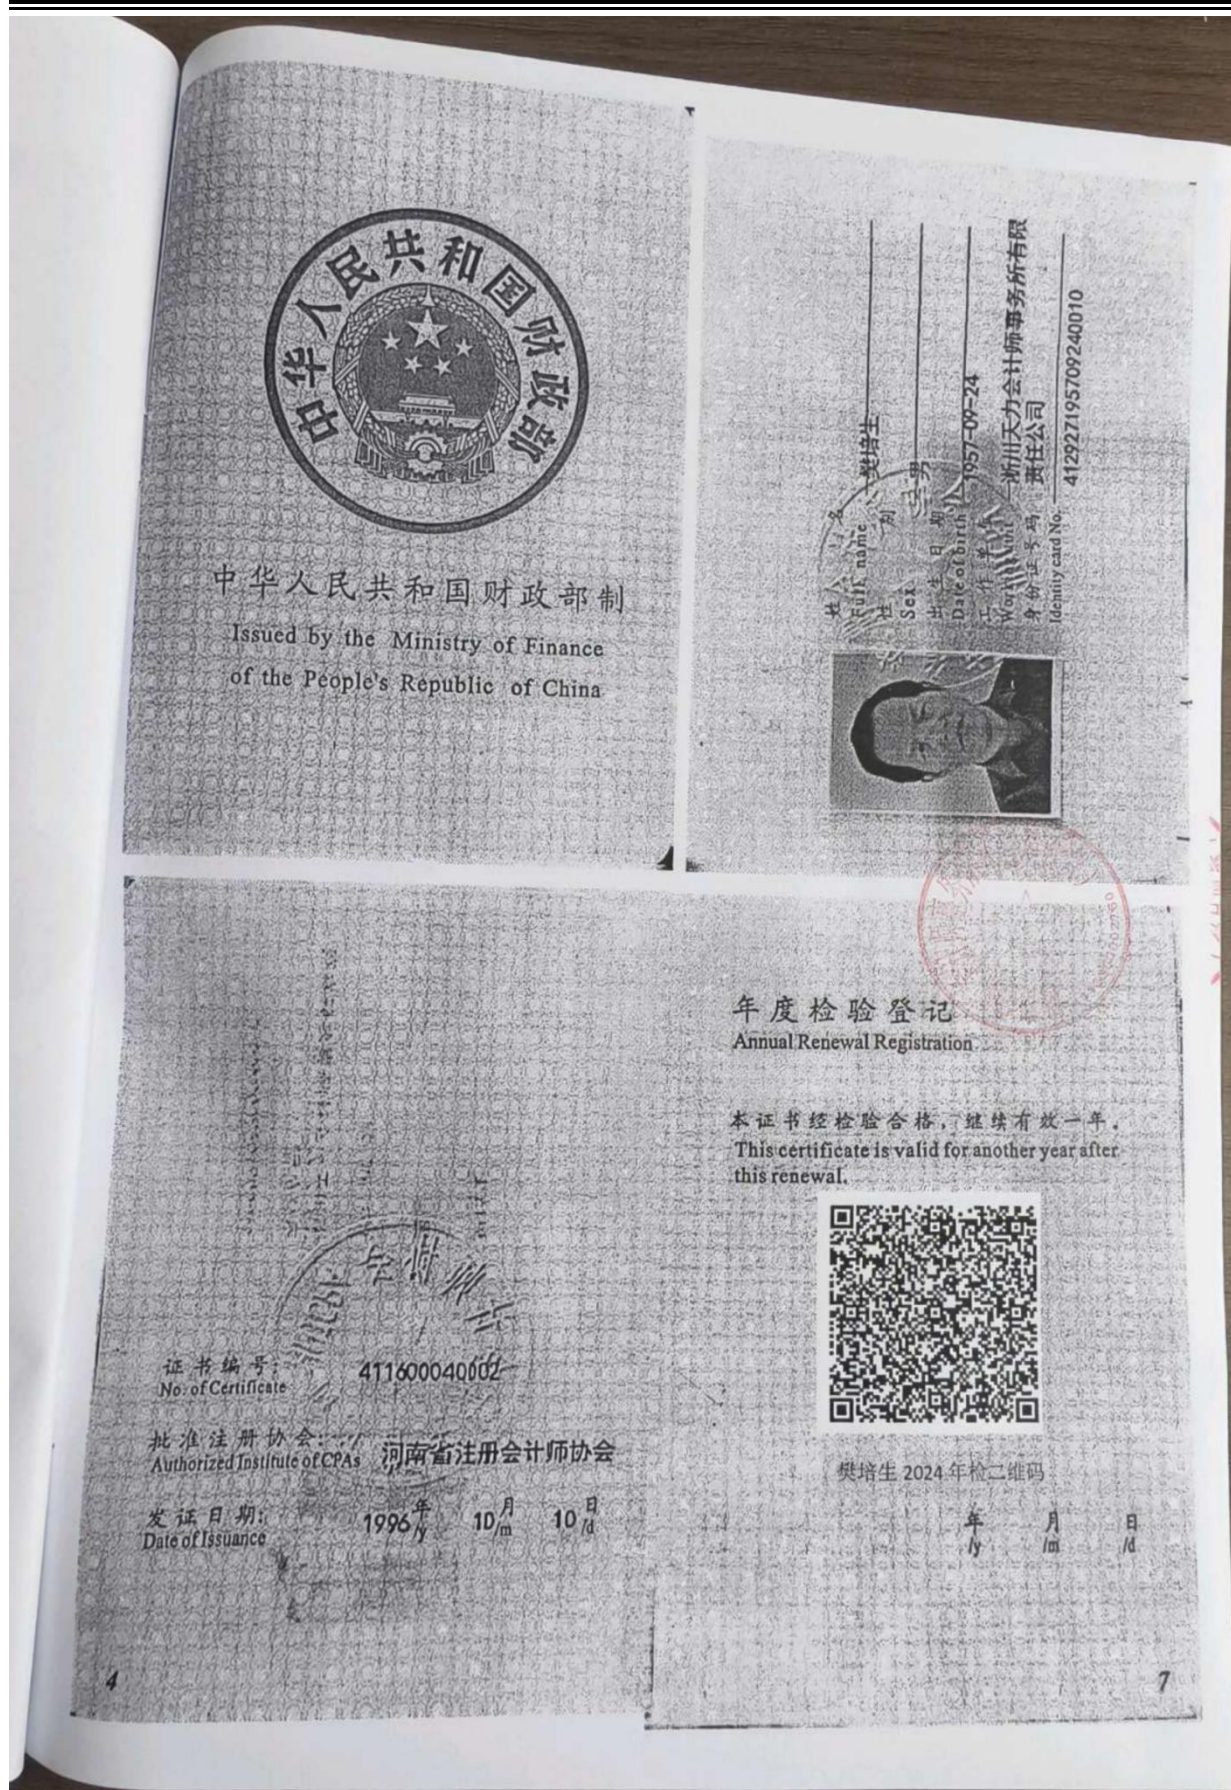 中华人民共和国财政部
中华人民共和国财政部制
Issued by the Ministry of Finance
of the People's Republic of China
姓 名 樊培生
Full name
性 别 男
Sex
出 生 日 期 1957-09-24
Date of birth
工 作 单 位 淅川天力会计师事务所有限
Work unit 责任公司
身 份 证 号 码 412927195709240010
Identity card No.
证 书 编 号: 411600040002
No. of Certificate
批 准 注 册 协 会: 河南省注册会计师协会
Authorized Institute of CPAs
发 证 日 期: 1996 年 10 月 10 日
Date of Issuance /y /m /d
4
年 度 检 验 登 记
Annual Renewal Registration
本 证 书 经 检 验 合 格，继 续 有 效 一 年。
This certificate is valid for another year after
this renewal.
樊培生 2024 年检二维码
年 月 日
/y /m /d
7